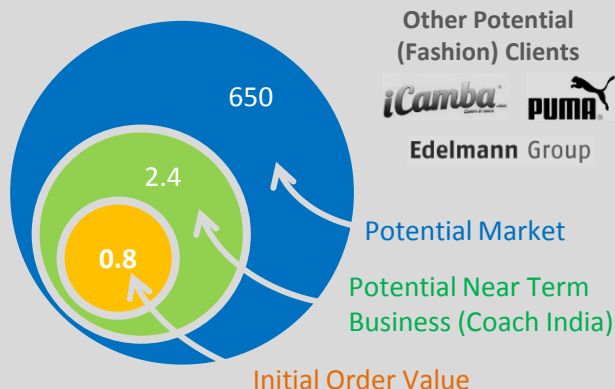 Other Potential
(Fashion) Clients
iCamba
PUMA®
Edelmann Group
650
2.4
0.8
Potential Market
Potential Near Term
Business (Coach India)
Initial Order Value